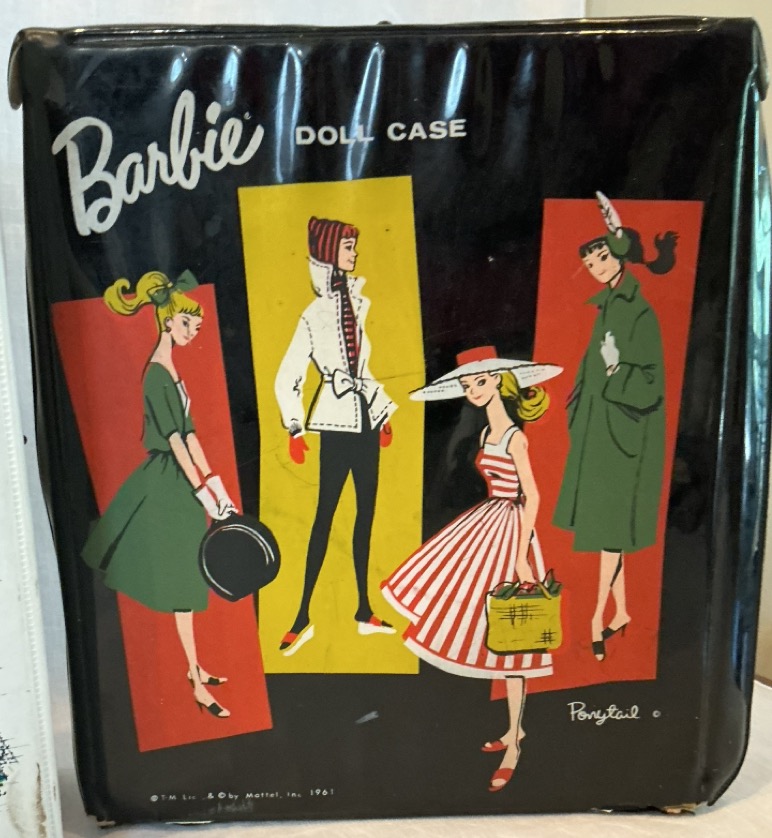 Barbie®
DOLL CASE
Ponytail ©
© T·M & © by Mattel, Inc. 1961